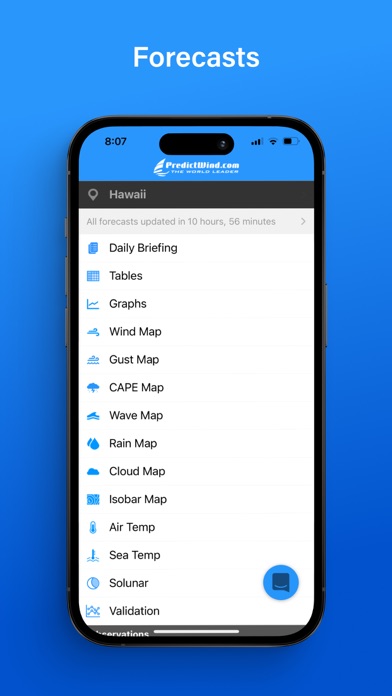 Forecasts
8:07
PredictWind.com
THE WORLD LEADER
Hawaii
All forecasts updated in 10 hours, 56 minutes
Daily Briefing
Tables
Graphs
Wind Map
Gust Map
CAPE Map
Wave Map
Rain Map
Cloud Map
Isobar Map
Air Temp
Sea Temp
Solunar
Validation
Observations